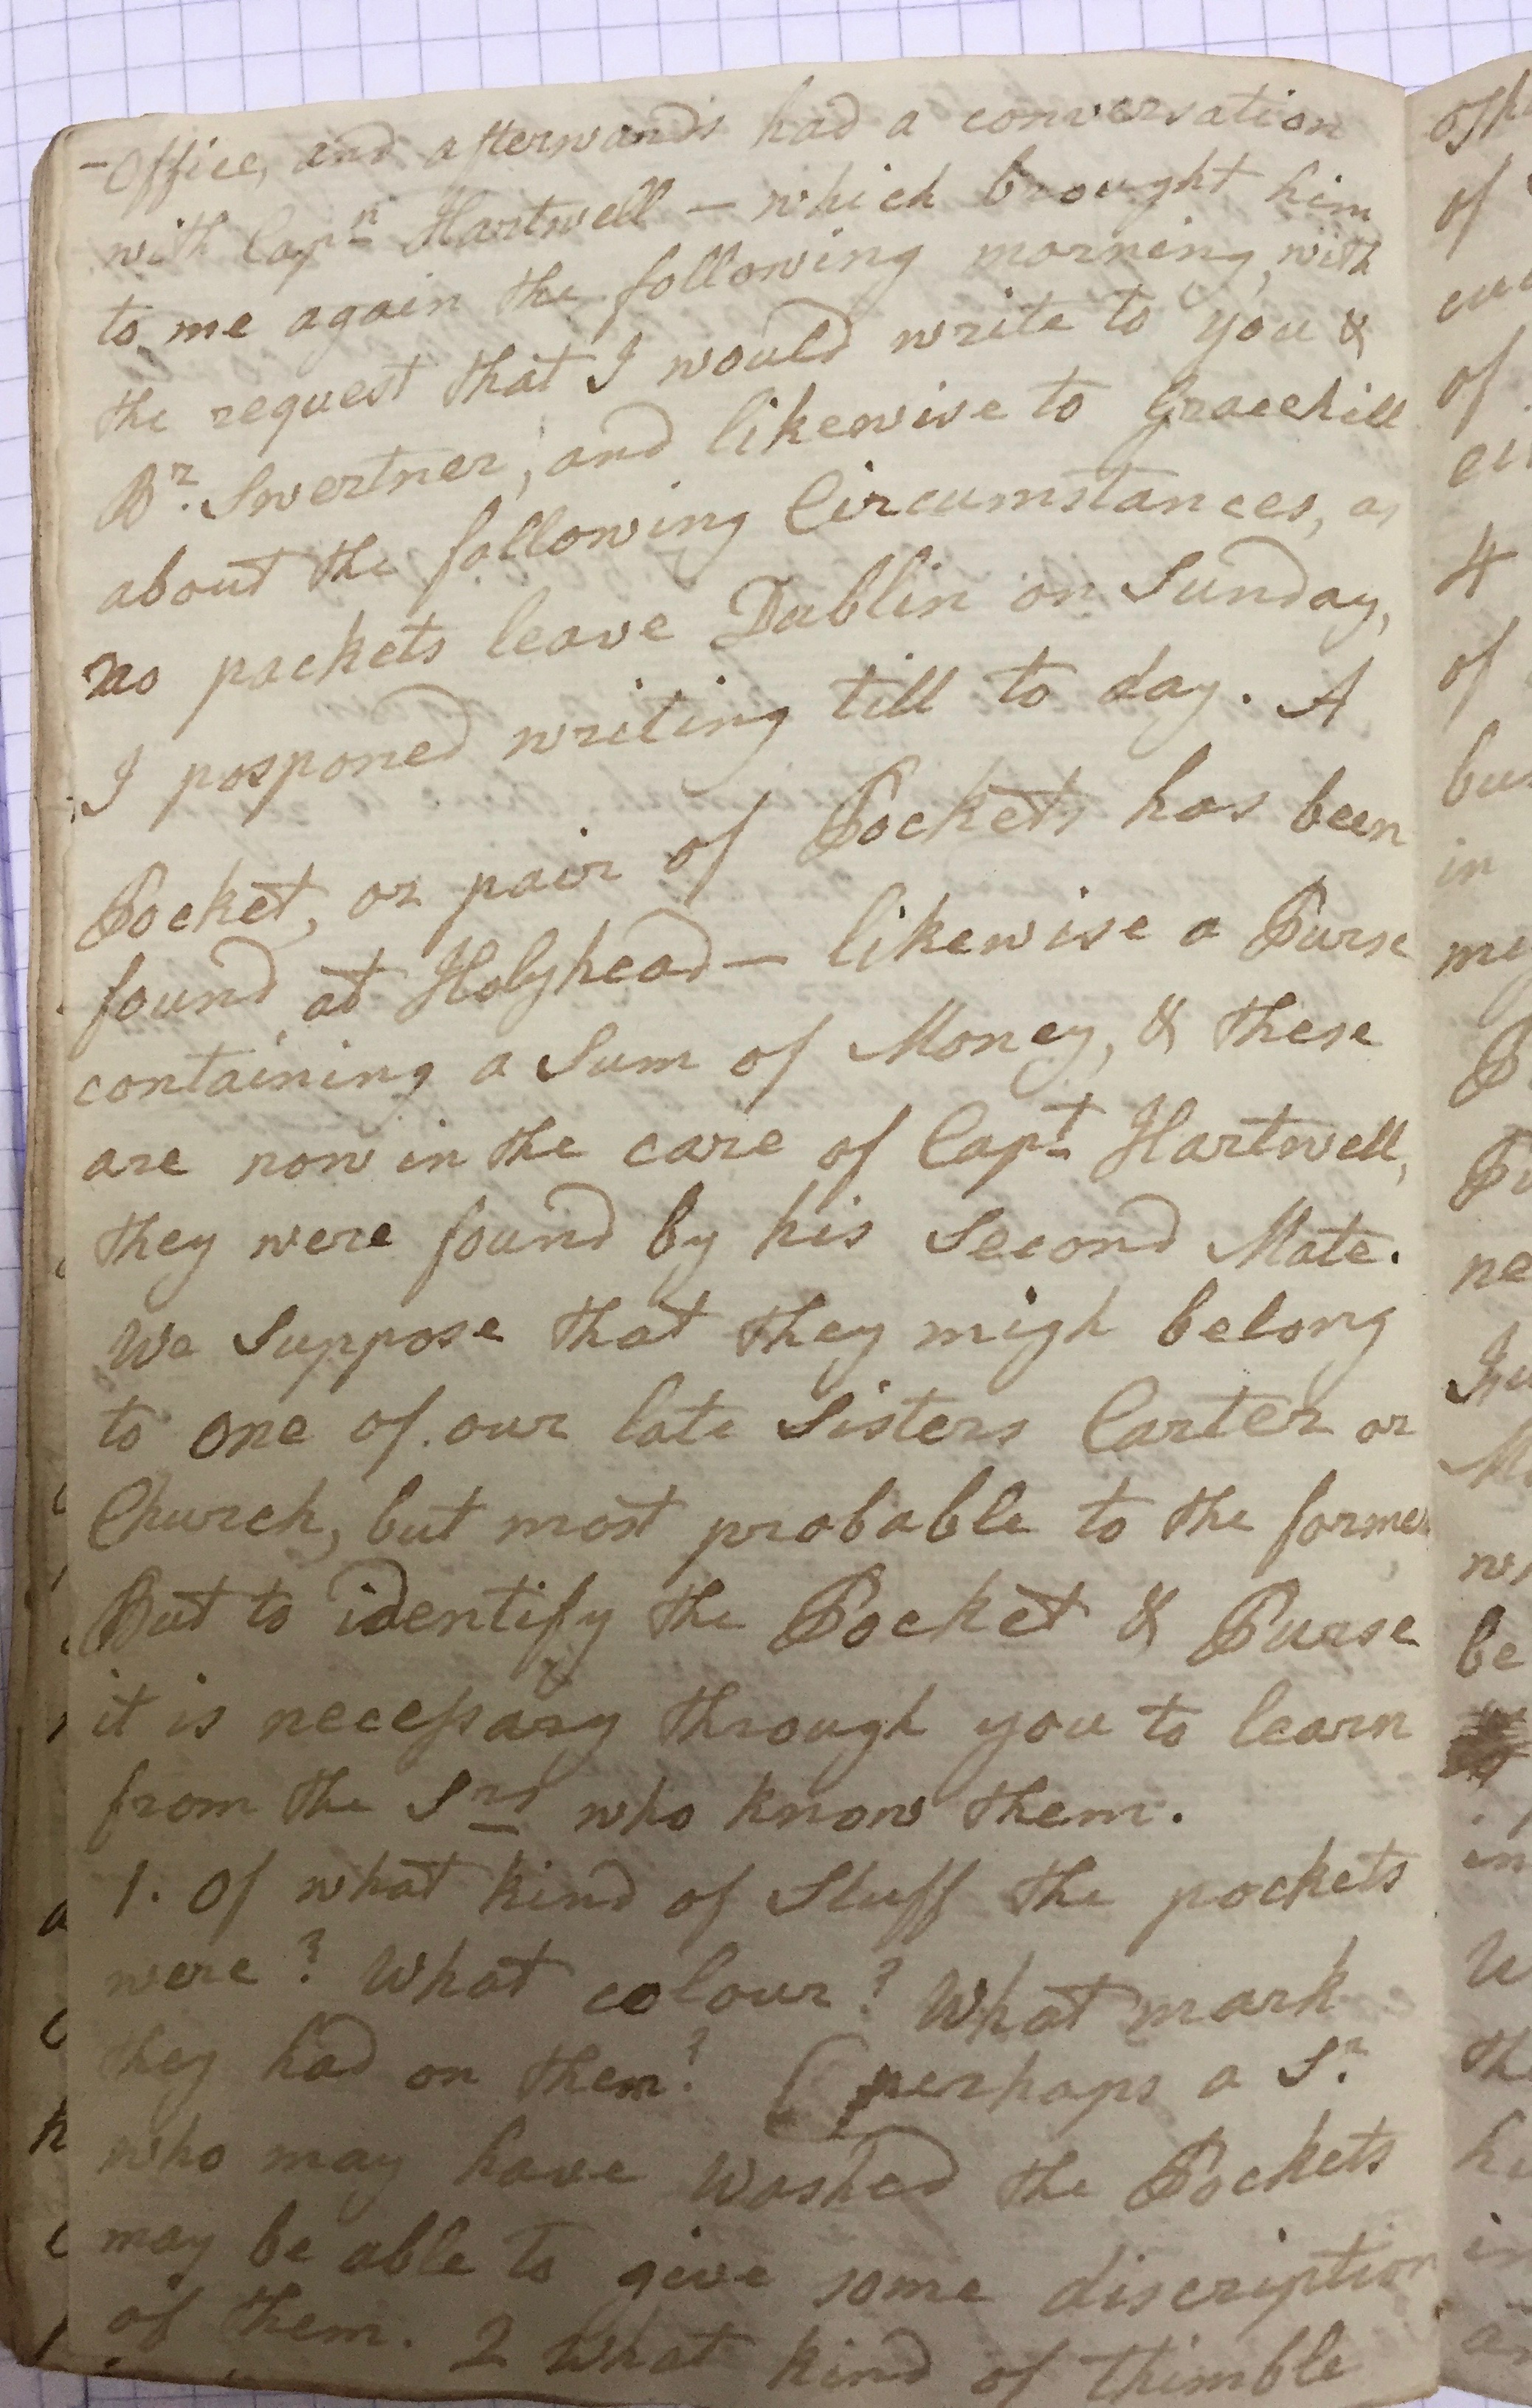 -Office, and afterwards had a conversation
with Capn Hartwell - which brought him
to me again the following morning, with
the request that I would write to you &
Br. Swertner, and likewise to Gracehill
about the following Circumstances, as
no packets leave Dublin on Sunday,
I posponed writing till to day. A
Pocket, or pair of Pockets has been
found at Holyhead - likewise a Purse
containing a Sum of Money, & these
are now in the care of Capt Hartwell,
they were found by his Second Mate.
We Suppose that they migh belong
to one of our late Sisters Carter or
Church, but most probable to the former
But to identify the Pocket & Purse
it is necessary through you to learn
from the Srs who know them.
1. Of what kind of Stuff the pockets
were? What colour? What mark
they had on them? (perhaps a Sr.
who may have washed the Pockets
may be able to give some discription
of them. 2 What kind of thimble